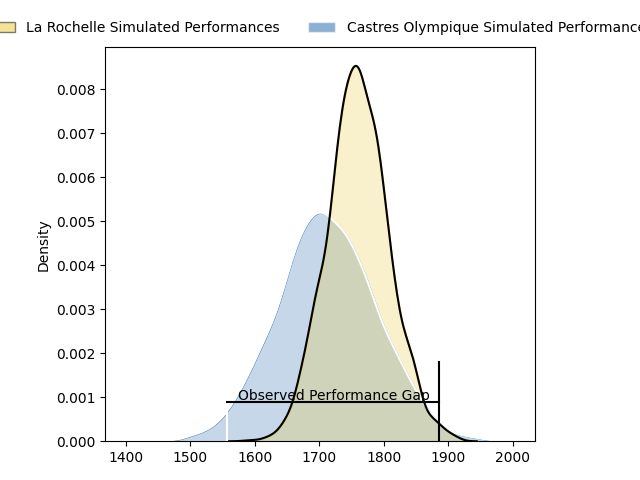 La Rochelle Simulated Performances
Castres Olympique Simulated Performance
0.008
0.007
0.006
0.005
0.004
0.003
0.002
0.001
0.000
Density
Observed Performance Gap
1400 1500 1600 1700 1800 1900 2000